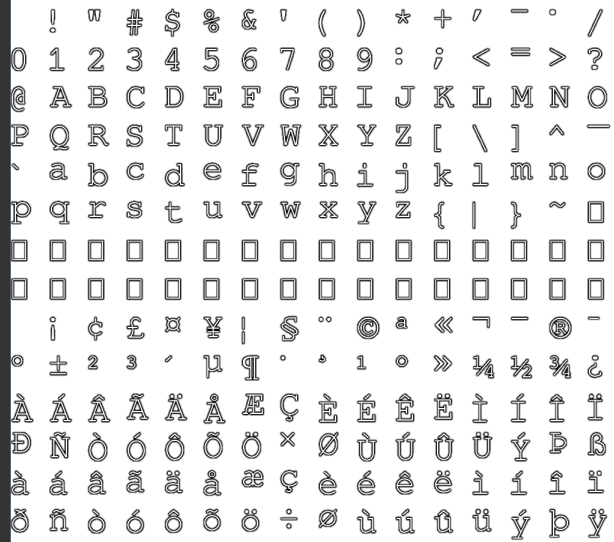 ! " # $ % & ' ( ) * + , - . /
0 1 2 3 4 5 6 7 8 9 : ; < = > ?
@ A B C D E F G H I J K L M N O
P Q R S T U V W X Y Z [ \ ] ^ _
` a b c d e f g h i j k l m n o
p q r s t u v w x y z { | } ~
¡ ¢ £ ¤ ¥ ¦ § ¨ © ª « ¬ - ® ¯
° ± ² ³ ´ µ ¶ · ¸ ¹ º » ¼ ½ ¾ ¿
À Á Â Ã Ä Å Æ Ç È É Ê Ë Ì Í Î Ï
Ð Ñ Ò Ó Ô Õ Ö × Ø Ù Ú Û Ü Ý Þ ß
à á â ã ä å æ ç è é ê ë ì í î ï
ð ñ ò ó ô õ ö ÷ ø ù ú û ü ý þ ÿ